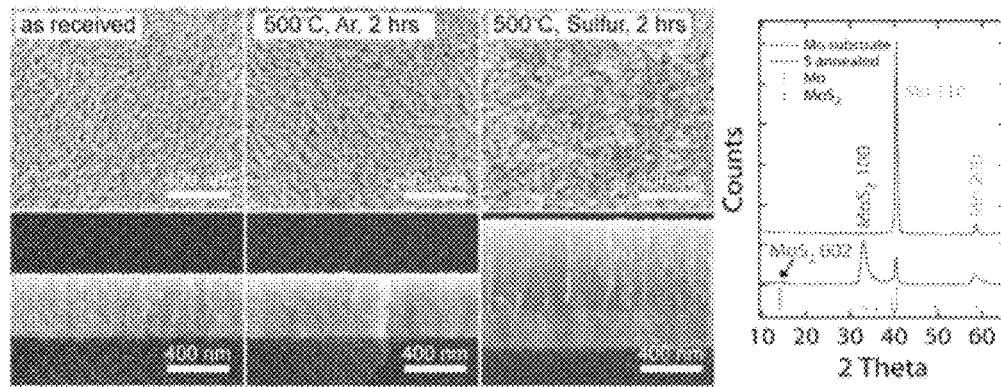 as received
500°C, Ar, 2 hrs
500°C, Sulfur, 2 hrs
400 nm
400 nm
400 nm
Mo substrate
S annealed
Mo
MoS₂
MoS₂ 100
MoS₂ 002
Counts
10 20 30 40 50 60
2 Theta